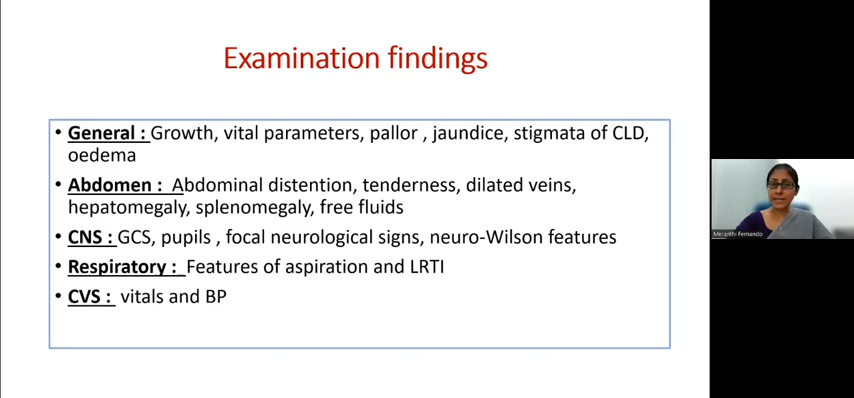 Examination findings
• General : Growth, vital parameters, pallor , jaundice, stigmata of CLD,
oedema
• Abdomen : Abdominal distention, tenderness, dilated veins,
hepatomegaly, splenomegaly, free fluids
• CNS : GCS, pupils , focal neurological signs, neuro-Wilson features
• Respiratory : Features of aspiration and LRTI
• CVS : vitals and BP
Meranthi Fernando